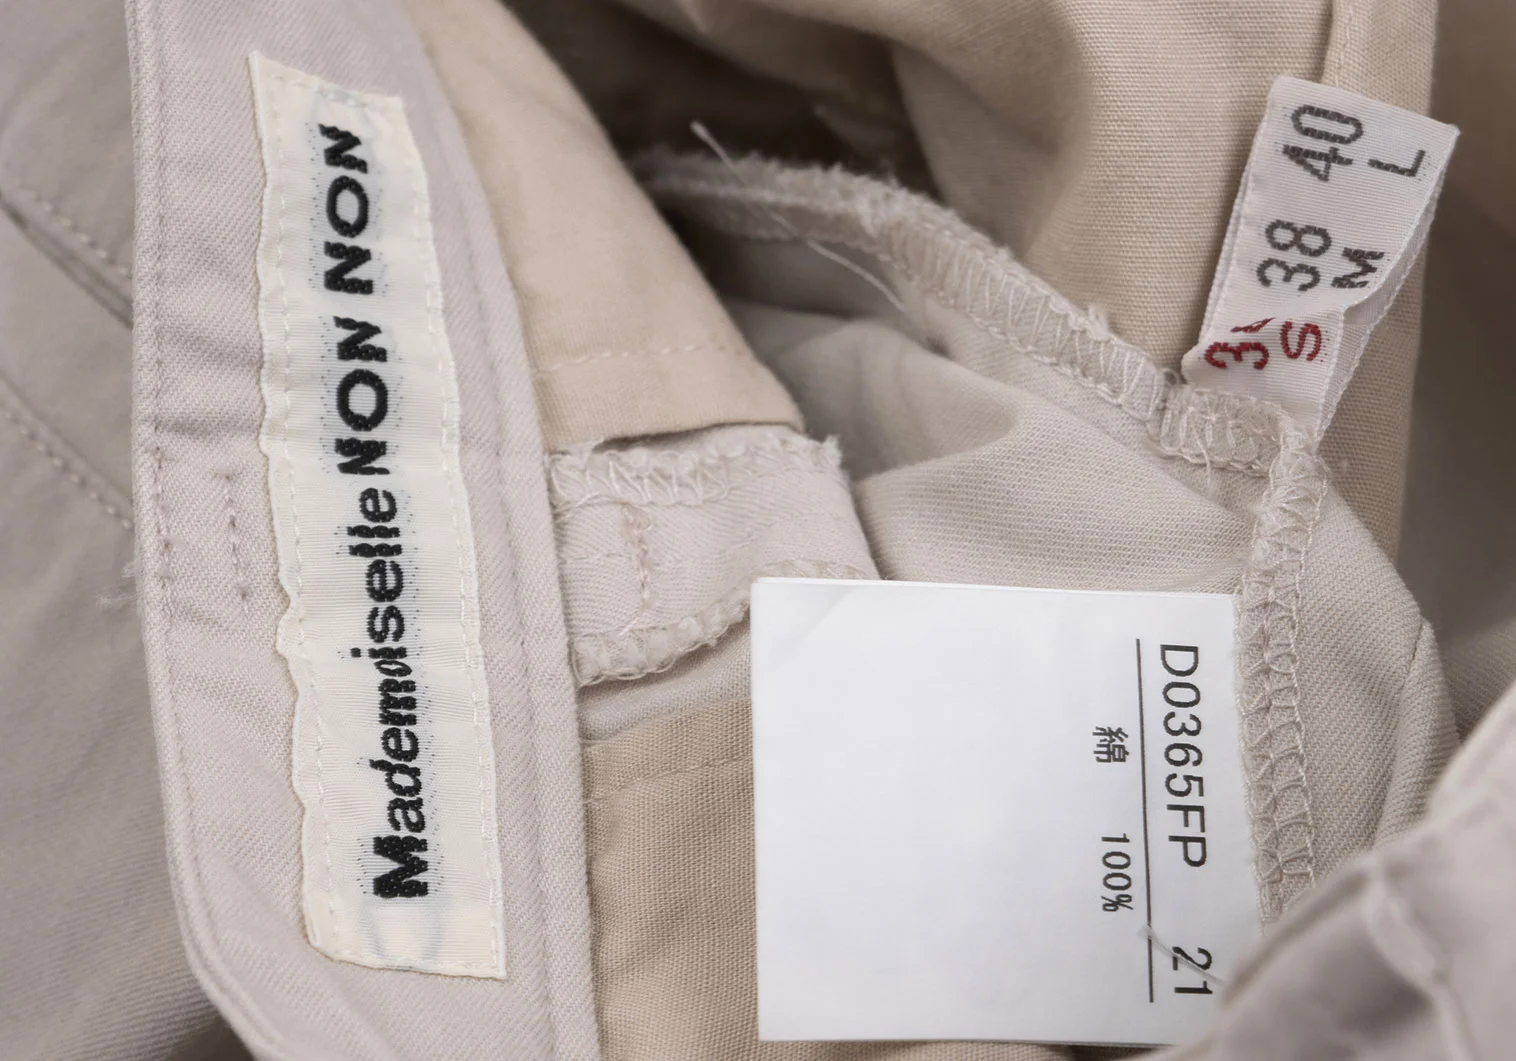 Mademoiselle NON NON
38 40
S M L
D0365FP 21
綿 100%